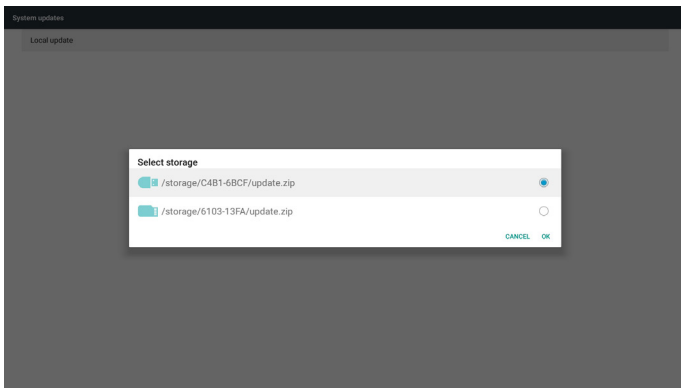 System updates
Local update
Select storage
/storage/C4B1-6BCF/update.zip
/storage/6103-13FA/update.zip
CANCEL OK